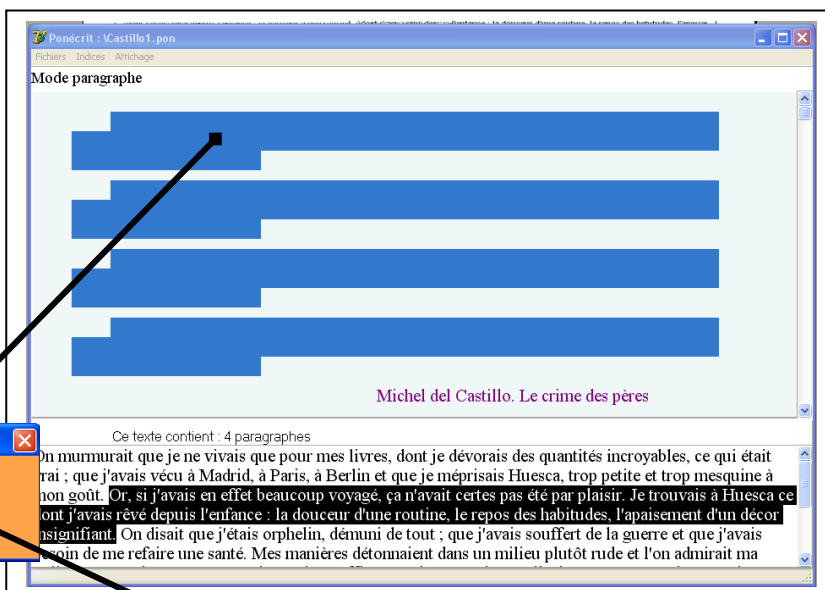 Ponécrit : \Castillo1.pon
Fichiers Indices Affichage
Mode paragraphe
Michel del Castillo. Le crime des pères
Ce texte contient : 4 paragraphes
On murmurait que je ne vivais que pour mes livres, dont je dévorais des quantités incroyables, ce qui était
vrai ; que j'avais vécu à Madrid, à Paris, à Berlin et que je méprisais Huesca, trop petite et trop mesquine à
mon goût. Or, si j'avais en effet beaucoup voyagé, ça n'avait certes pas été par plaisir. Je trouvais à Huesca ce
dont j'avais rêvé depuis l'enfance : la douceur d'une routine, le repos des habitudes, l'apaisement d'un décor
insignifiant. On disait que j'étais orphelin, démuni de tout ; que j'avais souffert de la guerre et que j'avais
besoin de me refaire une santé. Mes manières détonnaient dans un milieu plutôt rude et l'on admirait ma